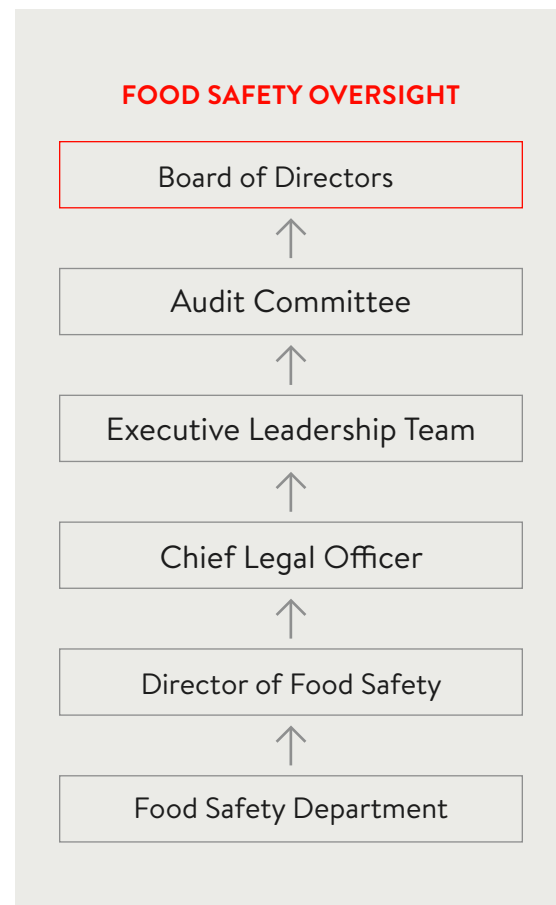 FOOD SAFETY OVERSIGHT
Board of Directors
Audit Committee
Executive Leadership Team
Chief Legal Officer
Director of Food Safety
Food Safety Department